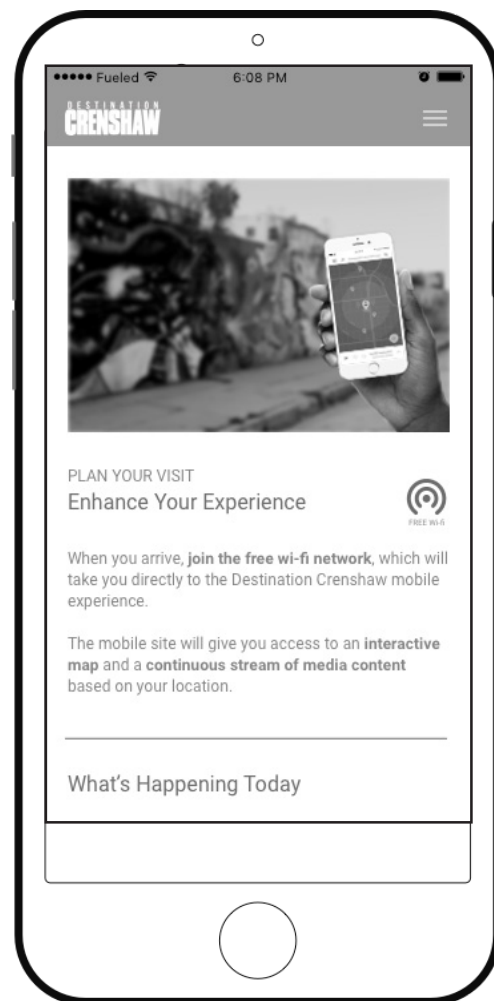 Fueled
6:08 PM
DESTINATION
CRENSHAW
PLAN YOUR VISIT
Enhance Your Experience
FREE Wi-fi
When you arrive, join the free wi-fi network, which will
take you directly to the Destination Crenshaw mobile
experience.
The mobile site will give you access to an interactive
map and a continuous stream of media content
based on your location.
What's Happening Today